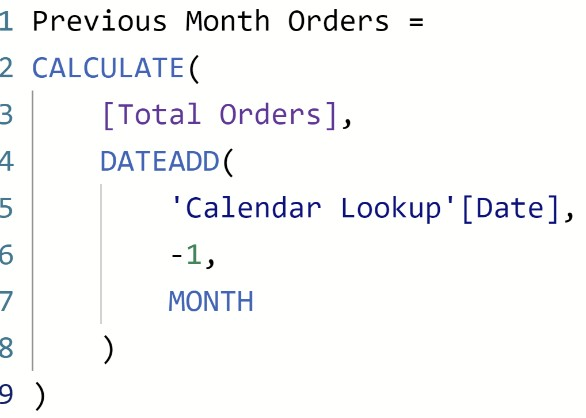 1 Previous Month Orders =
2 CALCULATE(
3 [Total Orders],
4 DATEADD(
5 'Calendar Lookup'[Date],
6 -1,
7 MONTH
8 )
9 )